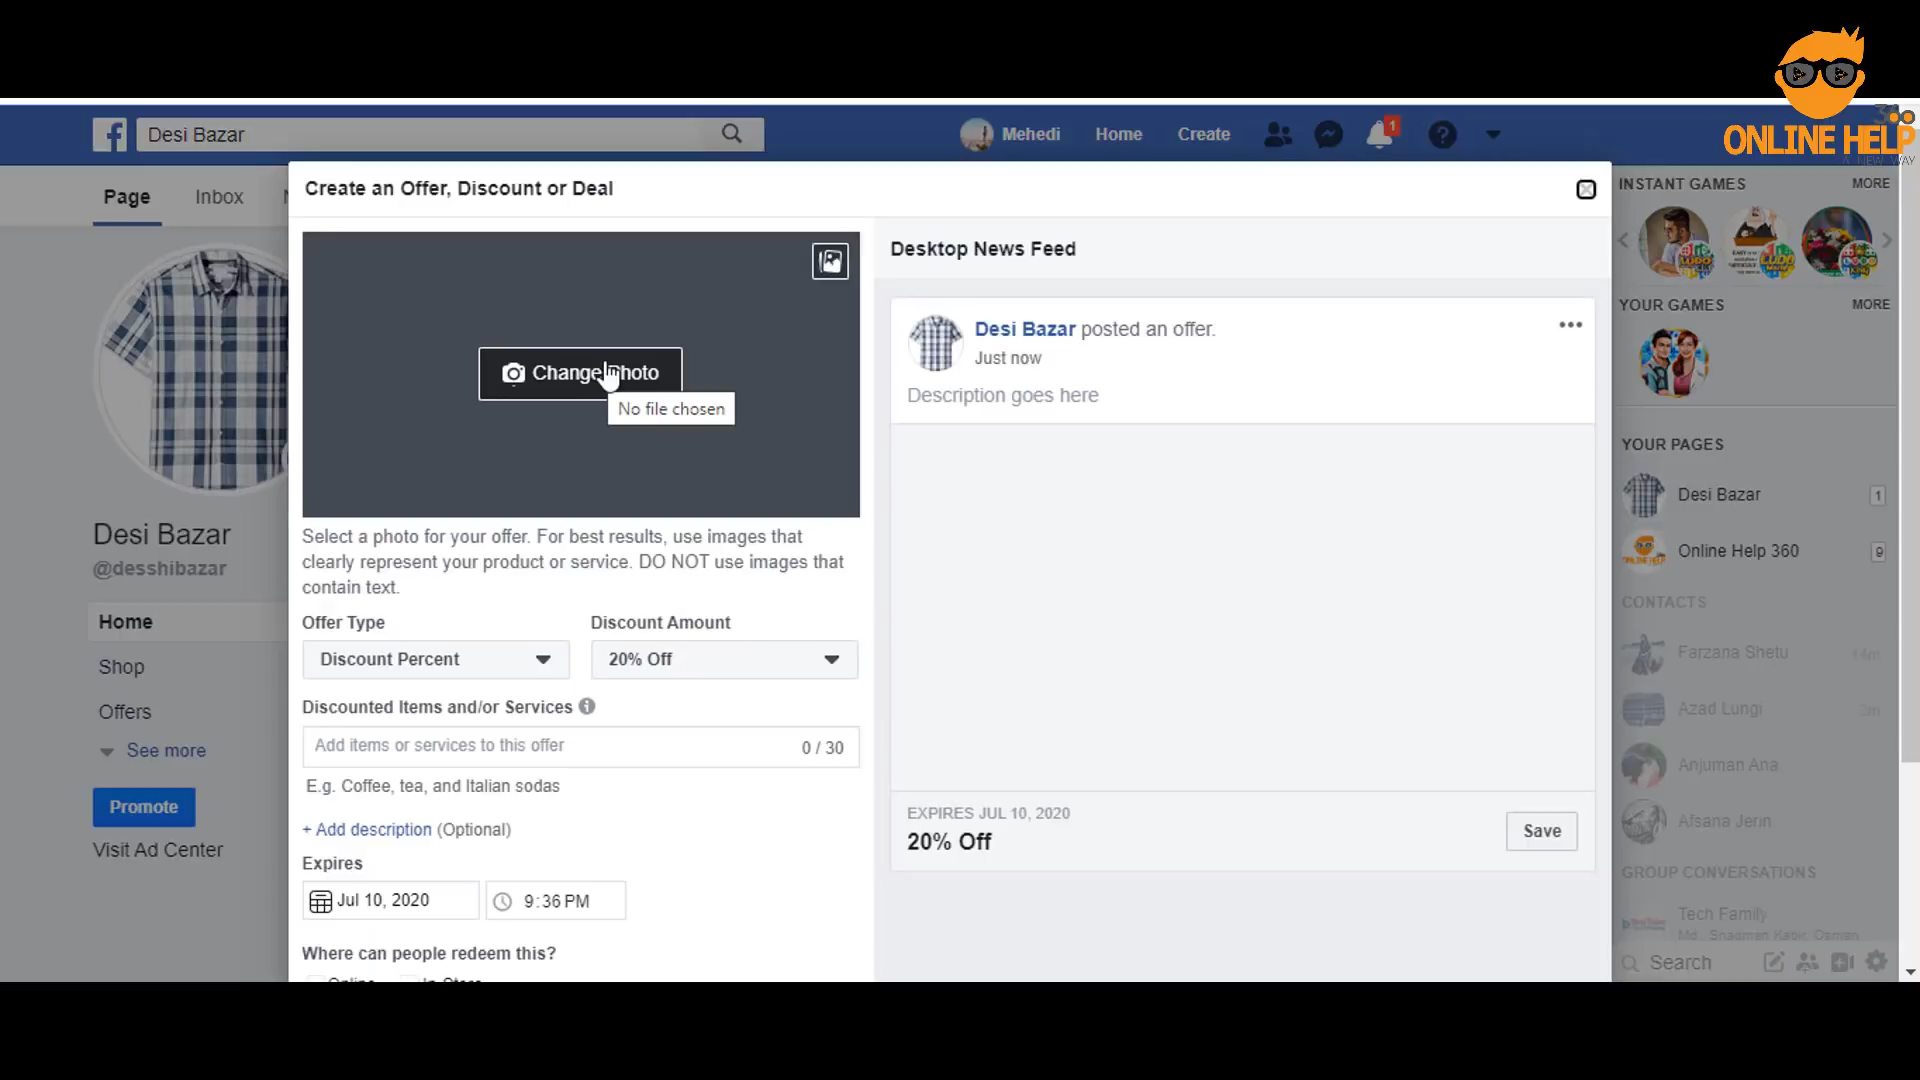 ONLINE HELP
A NEW WAY
Desi Bazar
Mehedi
Home
Create
1
Page
Inbox
Create an Offer, Discount or Deal
INSTANT GAMES
MORE
Change Photo
No file chosen
Desktop News Feed
Desi Bazar posted an offer.
Just now
Description goes here
YOUR GAMES
MORE
YOUR PAGES
Desi Bazar
1
Online Help 360
9
Desi Bazar
@desshibazar
Home
Shop
Offers
See more
Promote
Visit Ad Center
Select a photo for your offer. For best results, use images that
clearly represent your product or service. DO NOT use images that
contain text.
Offer Type
Discount Amount
Discount Percent
20% Off
Discounted Items and/or Services
Add items or services to this offer
0 / 30
E.g. Coffee, tea, and Italian sodas
+ Add description (Optional)
Expires
Jul 10, 2020
9:36 PM
Where can people redeem this?
EXPIRES JUL 10, 2020
20% Off
Save
CONTACTS
Farzana Shetu
14m
Azad Lungi
Anjuman Ana
Afsana Jerin
GROUP CONVERSATIONS
Tech Family
Search